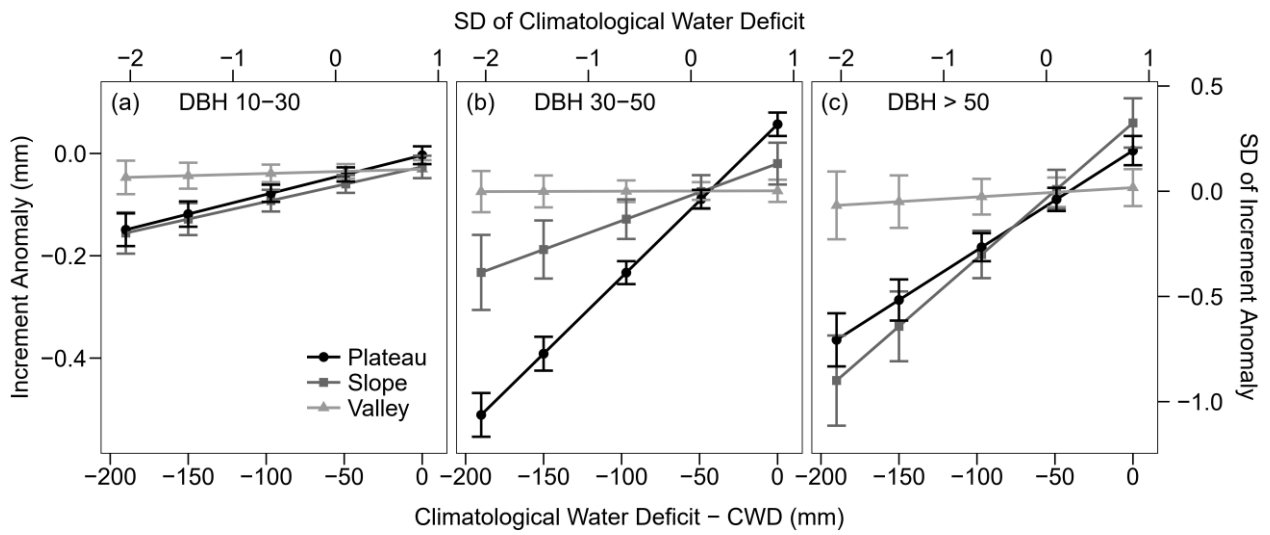 SD of Climatological Water Deficit
−2 −1 0 1 −2 −1 0 1 −2 −1 0 1
(a) DBH 10−30 (b) DBH 30−50 (c) DBH > 50
Increment Anomaly (mm)
0.0
−0.2
−0.4
Plateau
Slope
Valley
0.5
0.0
−0.5
−1.0
SD of Increment Anomaly
−200 −150 −100 −50 0 −200 −150 −100 −50 0 −200 −150 −100 −50 0
Climatological Water Deficit − CWD (mm)